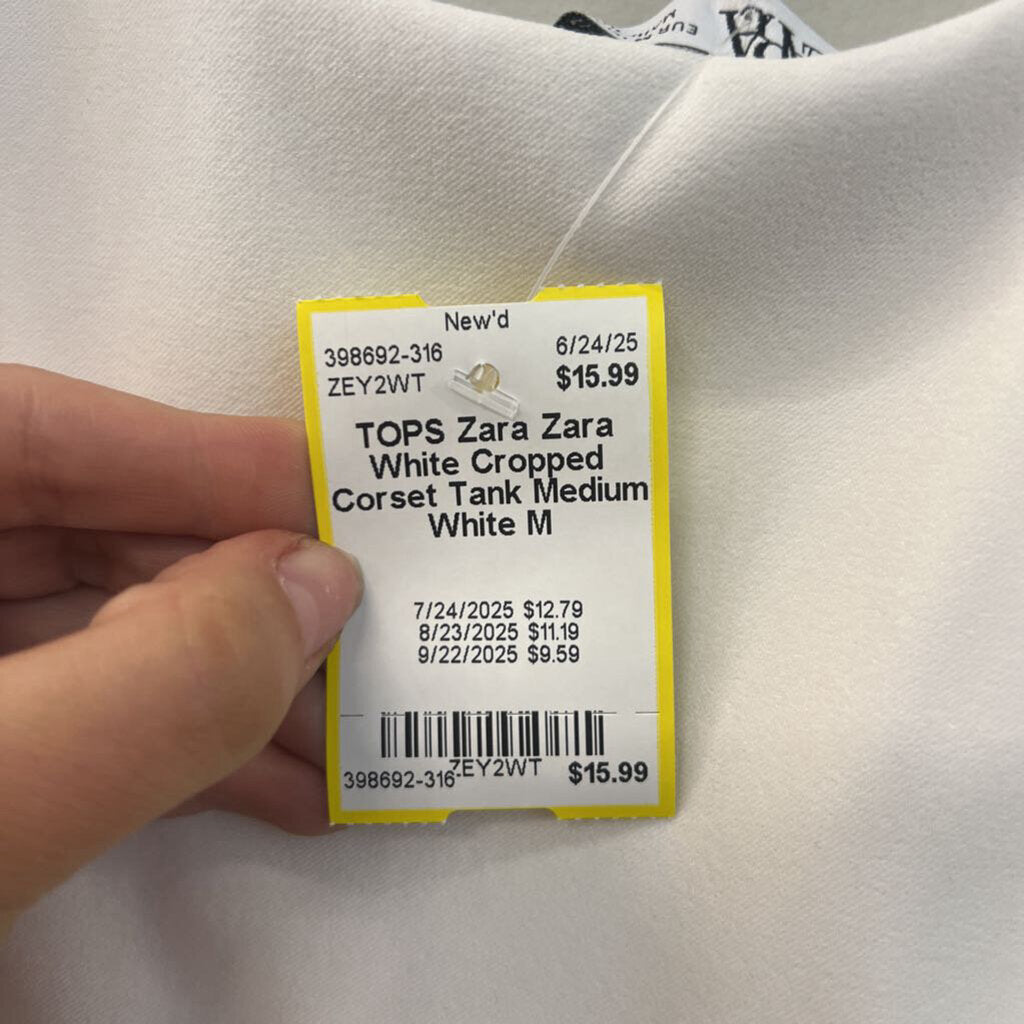 New'd
398692-316 6/24/25
ZEY2WT $15.99
TOPS Zara Zara
White Cropped
Corset Tank Medium
White M
7/24/2025 $12.79
8/23/2025 $11.19
9/22/2025 $9.59
398692-316 ZEY2WT $15.99
EUR